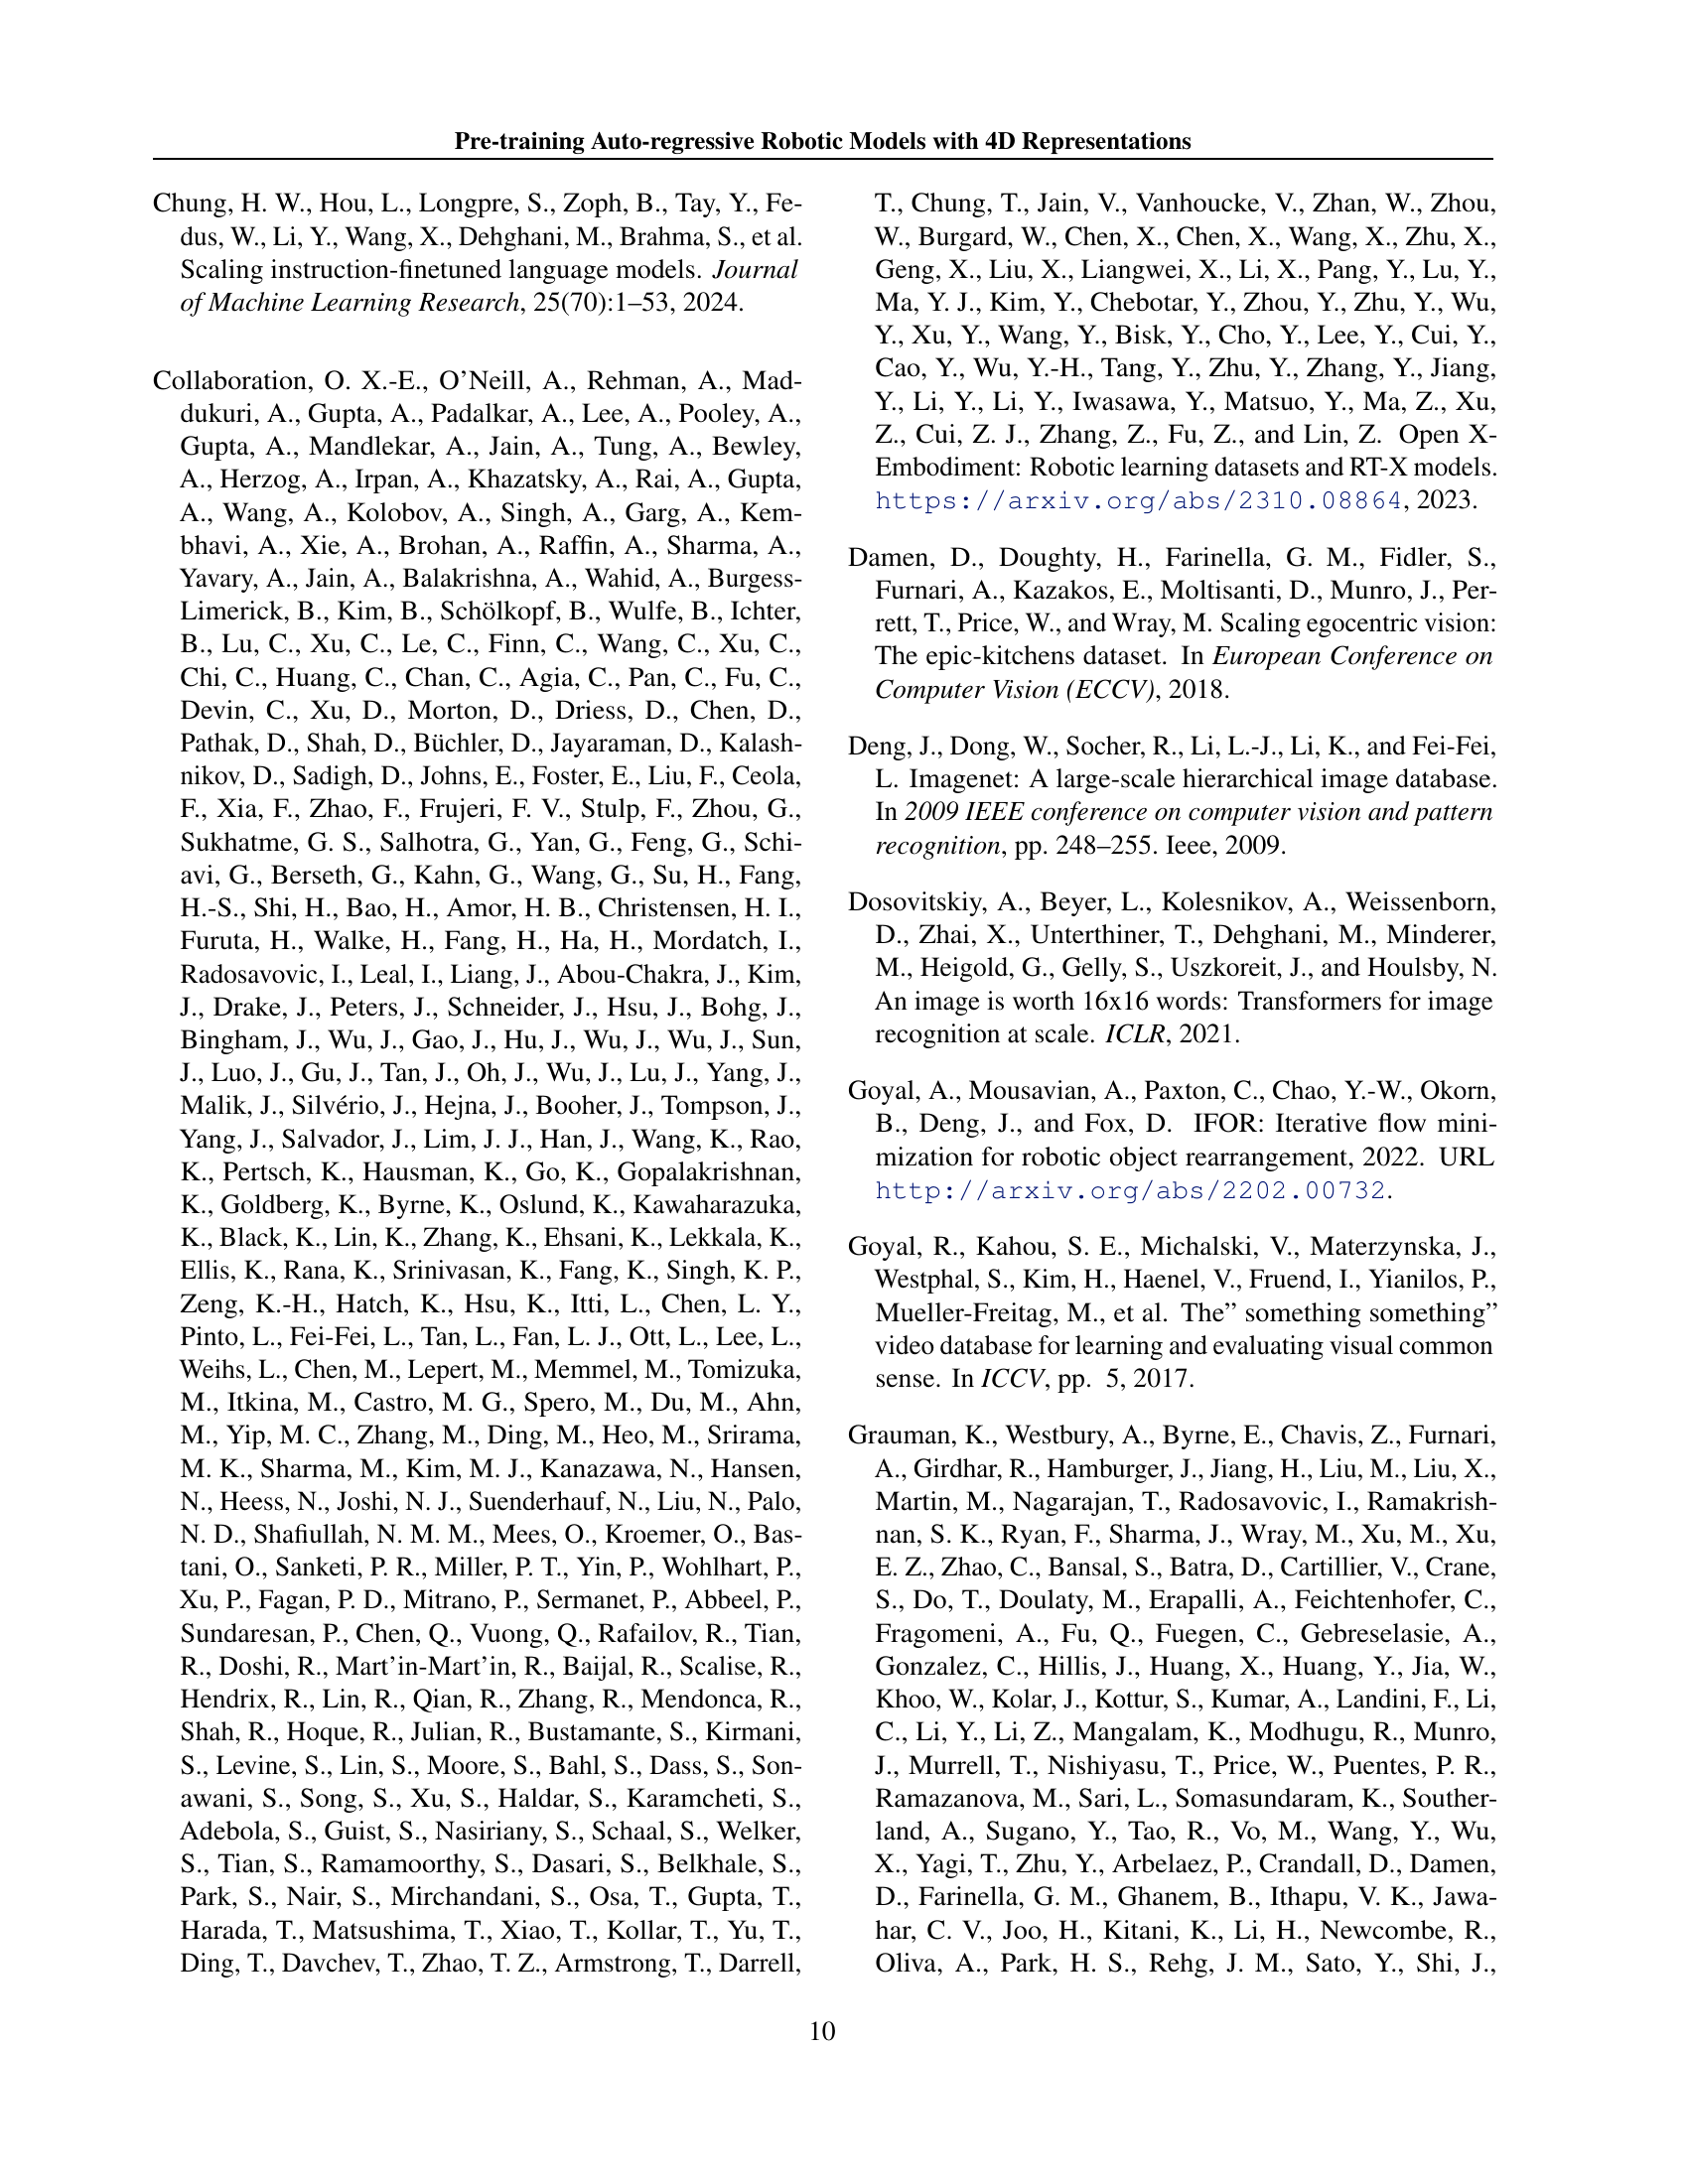 Pre-training Auto-regressive Robotic Models with 4D Representations
Chung, H. W., Hou, L., Longpre, S., Zoph, B., Tay, Y., Fe-
dus, W., Li, Y., Wang, X., Dehghani, M., Brahma, S., et al.
Scaling instruction-finetuned language models. Journal
of Machine Learning Research, 25(70):1–53, 2024.
Collaboration, O. X.-E., O’Neill, A., Rehman, A., Mad-
dukuri, A., Gupta, A., Padalkar, A., Lee, A., Pooley, A.,
Gupta, A., Mandlekar, A., Jain, A., Tung, A., Bewley,
A., Herzog, A., Irpan, A., Khazatsky, A., Rai, A., Gupta,
A., Wang, A., Kolobov, A., Singh, A., Garg, A., Kem-
bhavi, A., Xie, A., Brohan, A., Raffin, A., Sharma, A.,
Yavary, A., Jain, A., Balakrishna, A., Wahid, A., Burgess-
Limerick, B., Kim, B., Schölkopf, B., Wulfe, B., Ichter,
B., Lu, C., Xu, C., Le, C., Finn, C., Wang, C., Xu, C.,
Chi, C., Huang, C., Chan, C., Agia, C., Pan, C., Fu, C.,
Devin, C., Xu, D., Morton, D., Driess, D., Chen, D.,
Pathak, D., Shah, D., Büchler, D., Jayaraman, D., Kalash-
nikov, D., Sadigh, D., Johns, E., Foster, E., Liu, F., Ceola,
F., Xia, F., Zhao, F., Frujeri, F. V., Stulp, F., Zhou, G.,
Sukhatme, G. S., Salhotra, G., Yan, G., Feng, G., Schi-
avi, G., Berseth, G., Kahn, G., Wang, G., Su, H., Fang,
H.-S., Shi, H., Bao, H., Amor, H. B., Christensen, H. I.,
Furuta, H., Walke, H., Fang, H., Ha, H., Mordatch, I.,
Radosavovic, I., Leal, I., Liang, J., Abou-Chakra, J., Kim,
J., Drake, J., Peters, J., Schneider, J., Hsu, J., Bohg, J.,
Bingham, J., Wu, J., Gao, J., Hu, J., Wu, J., Wu, J., Sun,
J., Luo, J., Gu, J., Tan, J., Oh, J., Wu, J., Lu, J., Yang, J.,
Malik, J., Silvério, J., Hejna, J., Booher, J., Tompson, J.,
Yang, J., Salvador, J., Lim, J. J., Han, J., Wang, K., Rao,
K., Pertsch, K., Hausman, K., Go, K., Gopalakrishnan,
K., Goldberg, K., Byrne, K., Oslund, K., Kawaharazuka,
K., Black, K., Lin, K., Zhang, K., Ehsani, K., Lekkala, K.,
Ellis, K., Rana, K., Srinivasan, K., Fang, K., Singh, K. P.,
Zeng, K.-H., Hatch, K., Hsu, K., Itti, L., Chen, L. Y.,
Pinto, L., Fei-Fei, L., Tan, L., Fan, L. J., Ott, L., Lee, L.,
Weihs, L., Chen, M., Lepert, M., Memmel, M., Tomizuka,
M., Itkina, M., Castro, M. G., Spero, M., Du, M., Ahn,
M., Yip, M. C., Zhang, M., Ding, M., Heo, M., Srirama,
M. K., Sharma, M., Kim, M. J., Kanazawa, N., Hansen,
N., Heess, N., Joshi, N. J., Suenderhauf, N., Liu, N., Palo,
N. D., Shafiullah, N. M. M., Mees, O., Kroemer, O., Bas-
tani, O., Sanketi, P. R., Miller, P. T., Yin, P., Wohlhart, P.,
Xu, P., Fagan, P. D., Mitrano, P., Sermanet, P., Abbeel, P.,
Sundaresan, P., Chen, Q., Vuong, Q., Rafailov, R., Tian,
R., Doshi, R., Mart’in-Mart’in, R., Baijal, R., Scalise, R.,
Hendrix, R., Lin, R., Qian, R., Zhang, R., Mendonca, R.,
Shah, R., Hoque, R., Julian, R., Bustamante, S., Kirmani,
S., Levine, S., Lin, S., Moore, S., Bahl, S., Dass, S., Son-
awani, S., Song, S., Xu, S., Haldar, S., Karamcheti, S.,
Adebola, S., Guist, S., Nasiriany, S., Schaal, S., Welker,
S., Tian, S., Ramamoorthy, S., Dasari, S., Belkhale, S.,
Park, S., Nair, S., Mirchandani, S., Osa, T., Gupta, T.,
Harada, T., Matsushima, T., Xiao, T., Kollar, T., Yu, T.,
Ding, T., Davchev, T., Zhao, T. Z., Armstrong, T., Darrell,
T., Chung, T., Jain, V., Vanhoucke, V., Zhan, W., Zhou,
W., Burgard, W., Chen, X., Chen, X., Wang, X., Zhu, X.,
Geng, X., Liu, X., Liangwei, X., Li, X., Pang, Y., Lu, Y.,
Ma, Y. J., Kim, Y., Chebotar, Y., Zhou, Y., Zhu, Y., Wu,
Y., Xu, Y., Wang, Y., Bisk, Y., Cho, Y., Lee, Y., Cui, Y.,
Cao, Y., Wu, Y.-H., Tang, Y., Zhu, Y., Zhang, Y., Jiang,
Y., Li, Y., Li, Y., Iwasawa, Y., Matsuo, Y., Ma, Z., Xu,
Z., Cui, Z. J., Zhang, Z., Fu, Z., and Lin, Z. Open X-
Embodiment: Robotic learning datasets and RT-X models.
https://arxiv.org/abs/2310.08864, 2023.
Damen, D., Doughty, H., Farinella, G. M., Fidler, S.,
Furnari, A., Kazakos, E., Moltisanti, D., Munro, J., Per-
rett, T., Price, W., and Wray, M. Scaling egocentric vision:
The epic-kitchens dataset. In European Conference on
Computer Vision (ECCV), 2018.
Deng, J., Dong, W., Socher, R., Li, L.-J., Li, K., and Fei-Fei,
L. Imagenet: A large-scale hierarchical image database.
In 2009 IEEE conference on computer vision and pattern
recognition, pp. 248–255. Ieee, 2009.
Dosovitskiy, A., Beyer, L., Kolesnikov, A., Weissenborn,
D., Zhai, X., Unterthiner, T., Dehghani, M., Minderer,
M., Heigold, G., Gelly, S., Uszkoreit, J., and Houlsby, N.
An image is worth 16x16 words: Transformers for image
recognition at scale. ICLR, 2021.
Goyal, A., Mousavian, A., Paxton, C., Chao, Y.-W., Okorn,
B., Deng, J., and Fox, D. IFOR: Iterative flow mini-
mization for robotic object rearrangement, 2022. URL
http://arxiv.org/abs/2202.00732.
Goyal, R., Kahou, S. E., Michalski, V., Materzynska, J.,
Westphal, S., Kim, H., Haenel, V., Fruend, I., Yianilos, P.,
Mueller-Freitag, M., et al. The” something something”
video database for learning and evaluating visual common
sense. In ICCV, pp. 5, 2017.
Grauman, K., Westbury, A., Byrne, E., Chavis, Z., Furnari,
A., Girdhar, R., Hamburger, J., Jiang, H., Liu, M., Liu, X.,
Martin, M., Nagarajan, T., Radosavovic, I., Ramakrish-
nan, S. K., Ryan, F., Sharma, J., Wray, M., Xu, M., Xu,
E. Z., Zhao, C., Bansal, S., Batra, D., Cartillier, V., Crane,
S., Do, T., Doulaty, M., Erapalli, A., Feichtenhofer, C.,
Fragomeni, A., Fu, Q., Fuegen, C., Gebreselasie, A.,
Gonzalez, C., Hillis, J., Huang, X., Huang, Y., Jia, W.,
Khoo, W., Kolar, J., Kottur, S., Kumar, A., Landini, F., Li,
C., Li, Y., Li, Z., Mangalam, K., Modhugu, R., Munro,
J., Murrell, T., Nishiyasu, T., Price, W., Puentes, P. R.,
Ramazanova, M., Sari, L., Somasundaram, K., Souther-
land, A., Sugano, Y., Tao, R., Vo, M., Wang, Y., Wu,
X., Yagi, T., Zhu, Y., Arbelaez, P., Crandall, D., Damen,
D., Farinella, G. M., Ghanem, B., Ithapu, V. K., Jawa-
har, C. V., Joo, H., Kitani, K., Li, H., Newcombe, R.,
Oliva, A., Park, H. S., Rehg, J. M., Sato, Y., Shi, J.,
10